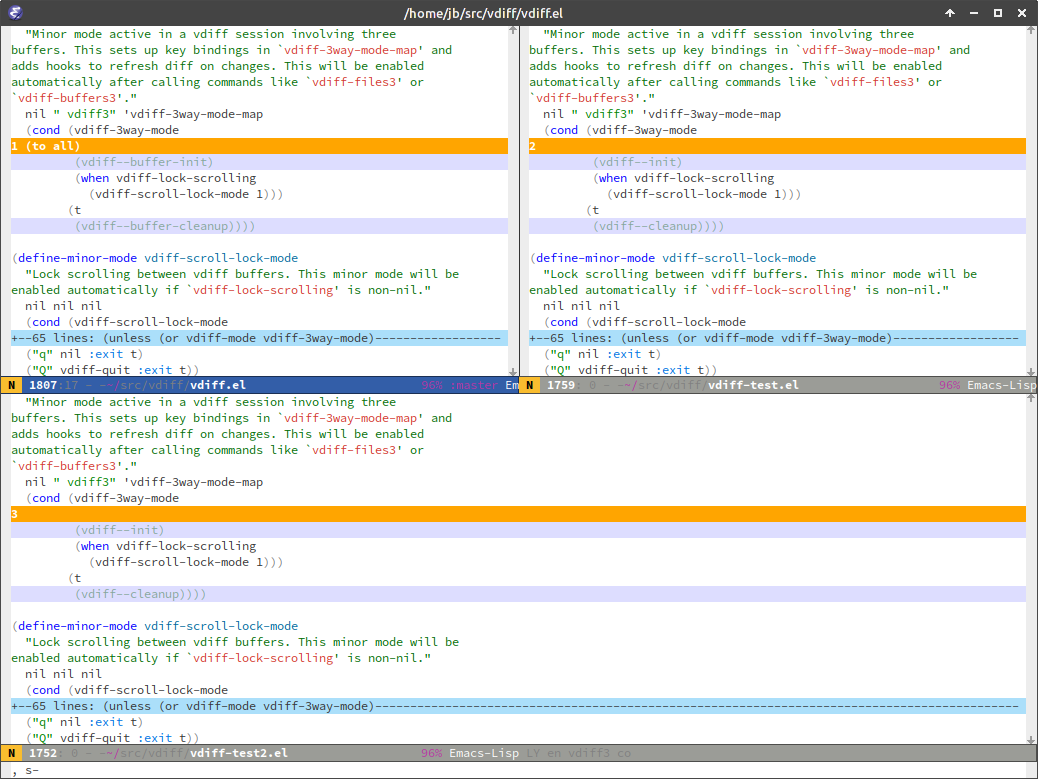 /home/jb/src/vdiff/vdiff.el
"Minor mode active in a vdiff session involving three
buffers. This sets up key bindings in `vdiff-3way-mode-map' and
adds hooks to refresh diff on changes. This will be enabled
automatically after calling commands like `vdiff-files3' or
`vdiff-buffers3'."
nil " vdiff3" 'vdiff-3way-mode-map
(cond (vdiff-3way-mode
1 (to all)
(vdiff--buffer-init)
(when vdiff-lock-scrolling
(vdiff-scroll-lock-mode 1)))
(t
(vdiff--buffer-cleanup))))
(define-minor-mode vdiff-scroll-lock-mode
"Lock scrolling between vdiff buffers. This minor mode will be
enabled automatically if `vdiff-lock-scrolling' is non-nil."
nil nil nil
(cond (vdiff-scroll-lock-mode
+--65 lines: (unless (or vdiff-mode vdiff-3way-mode)------------------
("q" nil :exit t)
("Q" vdiff-quit :exit t))
N 1807:17 - ~/src/vdiff/vdiff.el 96% :master Em
"Minor mode active in a vdiff session involving three
buffers. This sets up key bindings in `vdiff-3way-mode-map' and
adds hooks to refresh diff on changes. This will be enabled
automatically after calling commands like `vdiff-files3' or
`vdiff-buffers3'."
nil " vdiff3" 'vdiff-3way-mode-map
(cond (vdiff-3way-mode
2
(vdiff--init)
(when vdiff-lock-scrolling
(vdiff-scroll-lock-mode 1)))
(t
(vdiff--cleanup))))
(define-minor-mode vdiff-scroll-lock-mode
"Lock scrolling between vdiff buffers. This minor mode will be
enabled automatically if `vdiff-lock-scrolling' is non-nil."
nil nil nil
(cond (vdiff-scroll-lock-mode
+--65 lines: (unless (or vdiff-mode vdiff-3way-mode)------------------
("q" nil :exit t)
("Q" vdiff-quit :exit t))
N 1759: 0 - ~/src/vdiff/vdiff-test.el 96% Emacs-Lisp
"Minor mode active in a vdiff session involving three
buffers. This sets up key bindings in `vdiff-3way-mode-map' and
adds hooks to refresh diff on changes. This will be enabled
automatically after calling commands like `vdiff-files3' or
`vdiff-buffers3'."
nil " vdiff3" 'vdiff-3way-mode-map
(cond (vdiff-3way-mode
3
(vdiff--init)
(when vdiff-lock-scrolling
(vdiff-scroll-lock-mode 1)))
(t
(vdiff--cleanup))))
(define-minor-mode vdiff-scroll-lock-mode
"Lock scrolling between vdiff buffers. This minor mode will be
enabled automatically if `vdiff-lock-scrolling' is non-nil."
nil nil nil
(cond (vdiff-scroll-lock-mode
+--65 lines: (unless (or vdiff-mode vdiff-3way-mode)----------------------------------------------------------------------------------------------
("q" nil :exit t)
("Q" vdiff-quit :exit t))
N 1752: 0 - ~/src/vdiff/vdiff-test2.el 96% Emacs-Lisp LY en vdiff3 co
, s-